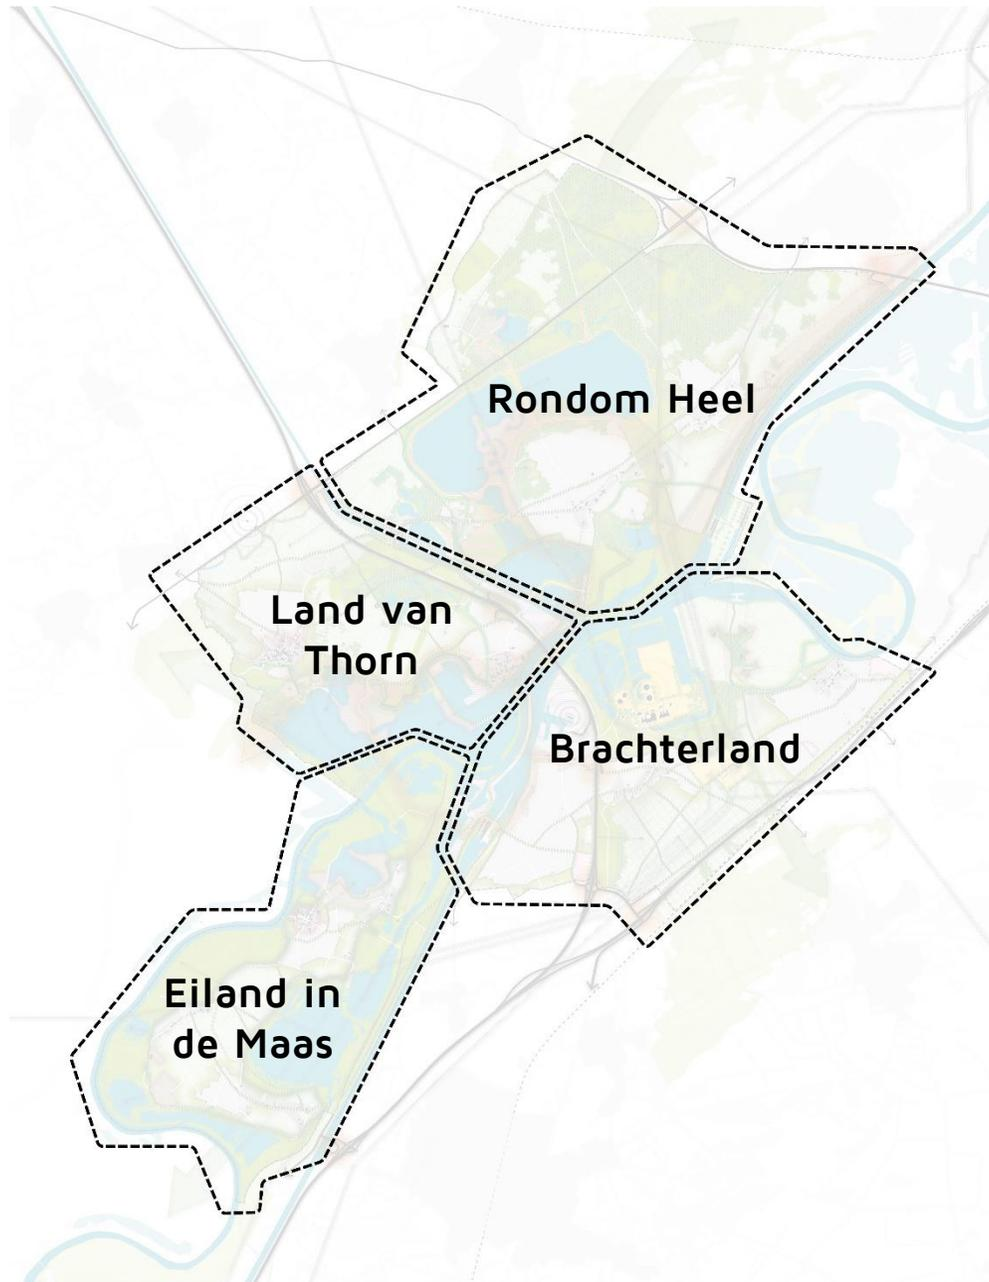 Rondom Heel
Land van
Thorn
Brachterland
Eiland in
de Maas